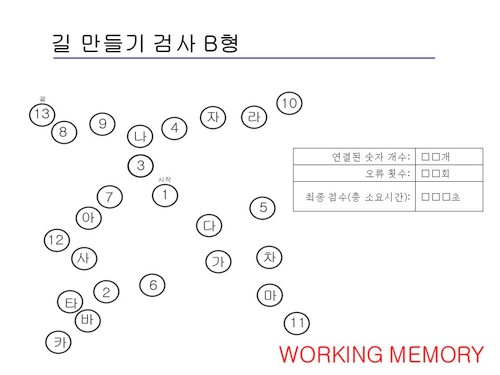 길 만들기 검사 B형
끝
13
8
9
나
4
자
라
10
3
시작
1
7
아
5
다
12
사
가
차
2
6
타
바
마
카
11
연결된 숫자 개수: □□개
오류 횟수: □□회
최종 점수(총 소요시간): □□□초
WORKING MEMORY